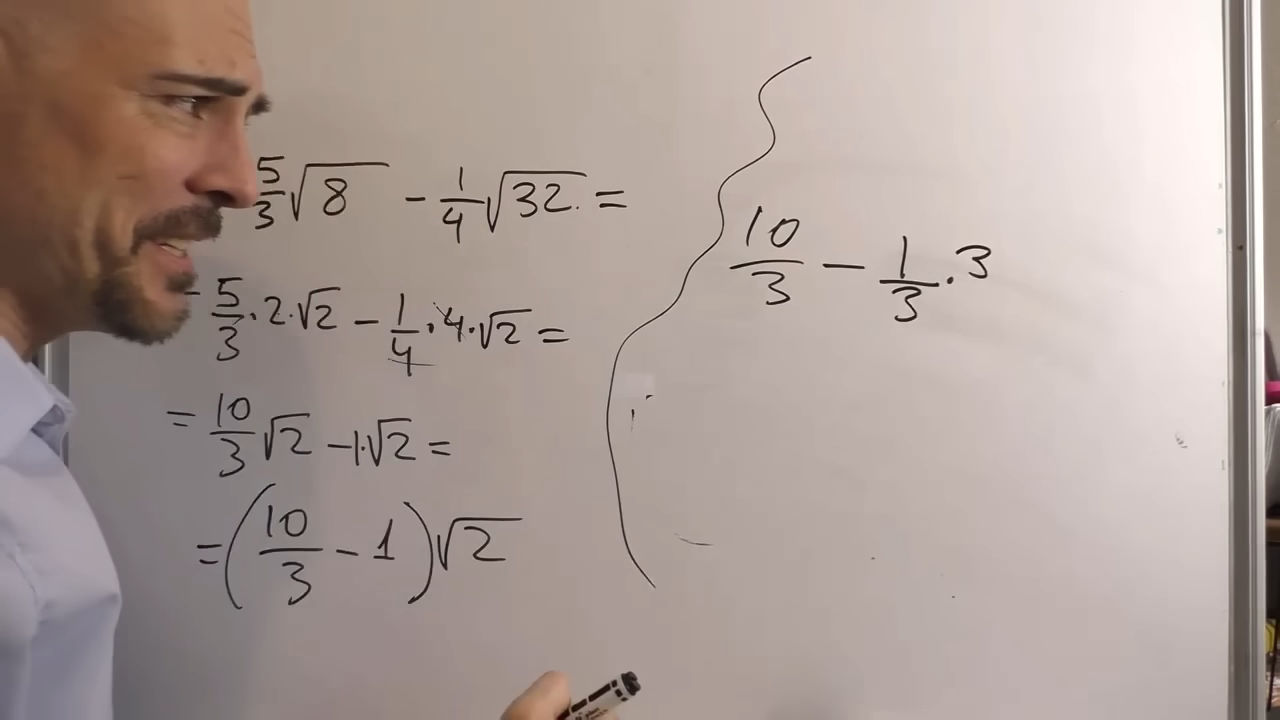 5/3 √8 - 1/4 √32 =
5/3 · 2 · √2 - 1/4 · 4 · √2 =
= 10/3 √2 - 1·√2 =
= (10/3 - 1) √2
10/3 - 1/3 · 3